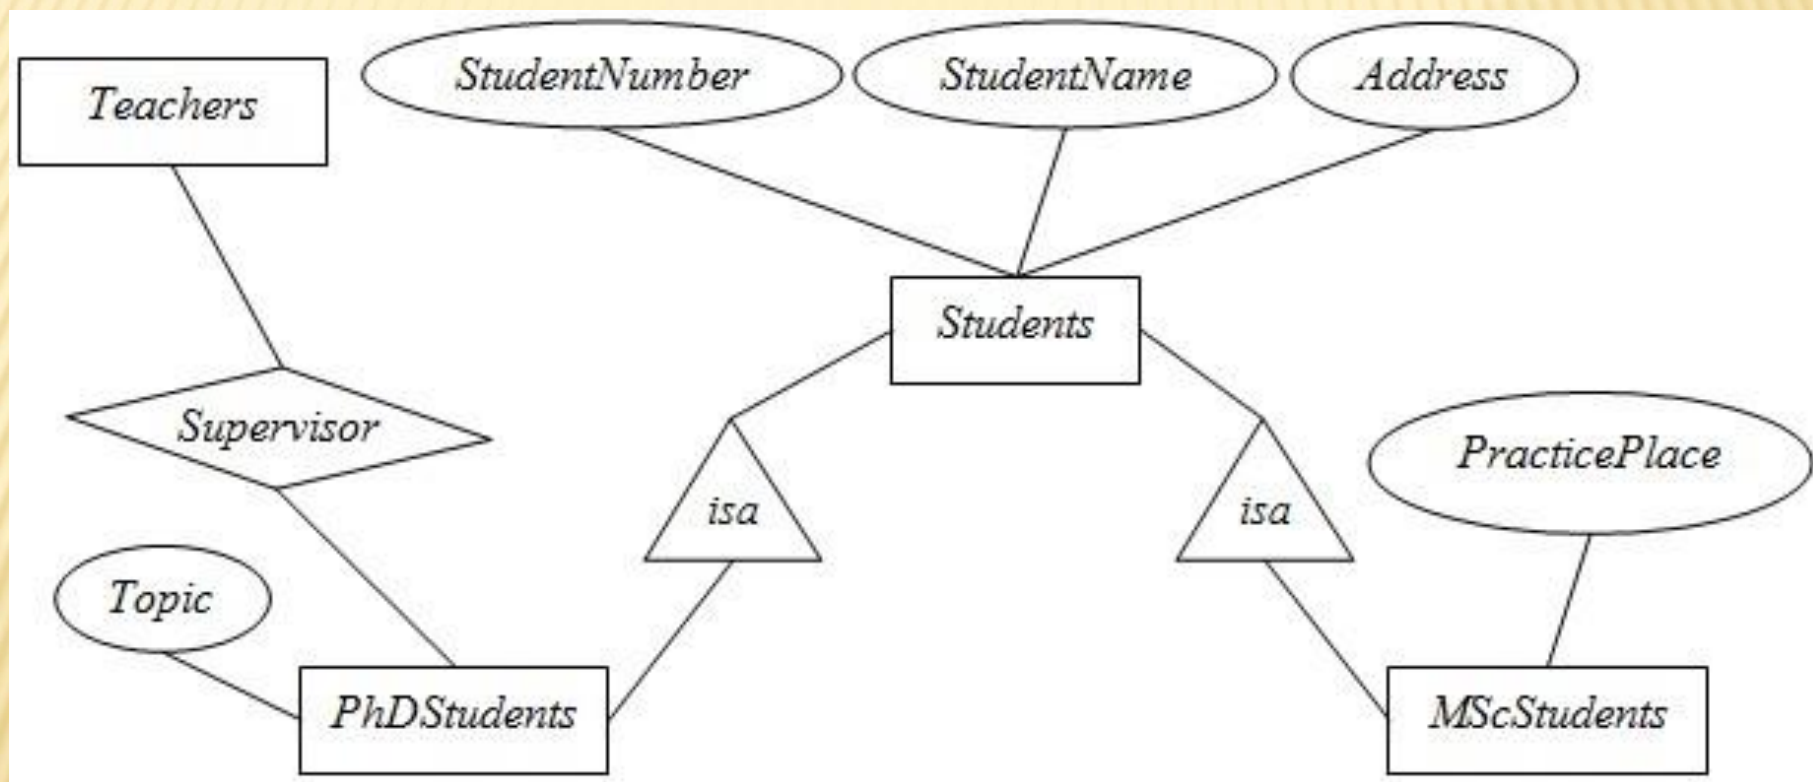 Teachers
StudentNumber
StudentName
Address
Students
Supervisor
isa
isa
PracticePlace
Topic
PhDStudents
MScStudents